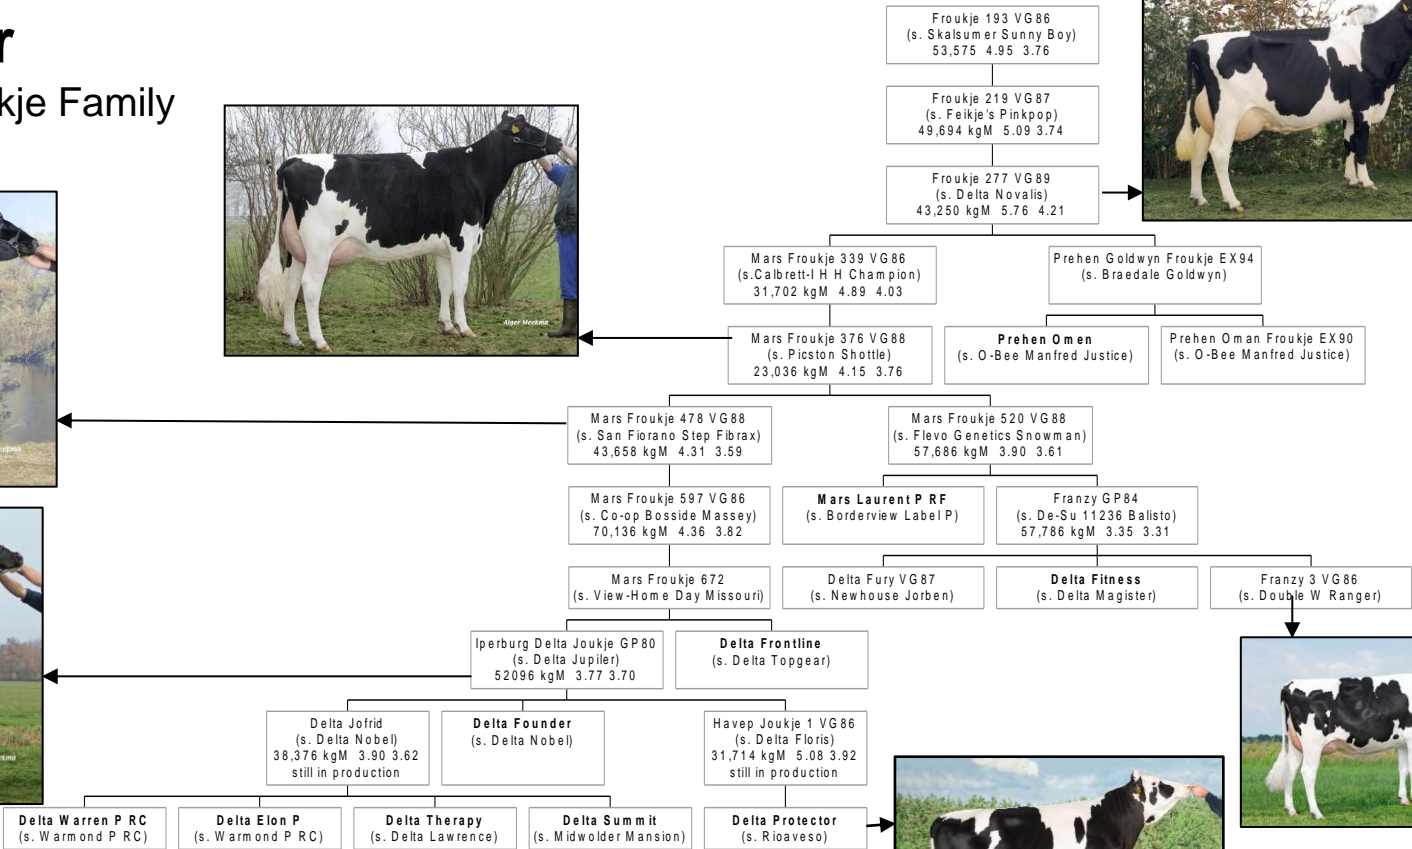 r
kje Family
Froukje 193 VG86
(s. Skalsumer Sunny Boy)
53,575 4.95 3.76
Froukje 219 VG87
(s. Feikje's Pinkpop)
49,694 kgM 5.09 3.74
Froukje 277 VG89
(s. Delta Novalis)
43,250 kgM 5.76 4.21
Mars Froukje 339 VG86
(s.Calbrett-I H H Champion)
31,702 kgM 4.89 4.03
Prehen Goldwyn Froukje EX94
(s. Braedale Goldwyn)
Mars Froukje 376 VG88
(s. Picston Shottle)
23,036 kgM 4.15 3.76
Prehen Omen
(s. O-Bee Manfred Justice)
Prehen Oman Froukje EX90
(s. O-Bee Manfred Justice)
Alger Meekma
Mars Froukje 478 VG88
(s. San Fiorano Step Fibrax)
43,658 kgM 4.31 3.59
Mars Froukje 520 VG88
(s. Flevo Genetics Snowman)
57,686 kgM 3.90 3.61
Mars Froukje 597 VG86
(s. Co-op Bosside Massey)
70,136 kgM 4.36 3.82
Mars Laurent P RF
(s. Borderview Label P)
Franzy GP84
(s. De-Su 11236 Balisto)
57,786 kgM 3.35 3.31
Mars Froukje 672
(s. View-Home Day Missouri)
Delta Fury VG87
(s. Newhouse Jorben)
Delta Fitness
(s. Delta Magister)
Franzy 3 VG86
(s. Double W Ranger)
Iperburg Delta Joukje GP80
(s. Delta Jupiler)
52096 kgM 3.77 3.70
Delta Frontline
(s. Delta Topgear)
Delta Jofrid
(s. Delta Nobel)
38,376 kgM 3.90 3.62
still in production
Delta Founder
(s. Delta Nobel)
Havep Joukje 1 VG86
(s. Delta Floris)
31,714 kgM 5.08 3.92
still in production
Delta Warren P RC
(s. Warmond P RC)
Delta Elon P
(s. Warmond P RC)
Delta Therapy
(s. Delta Lawrence)
Delta Summit
(s. Midwolder Mansion)
Delta Protector
(s. Rioaveso)